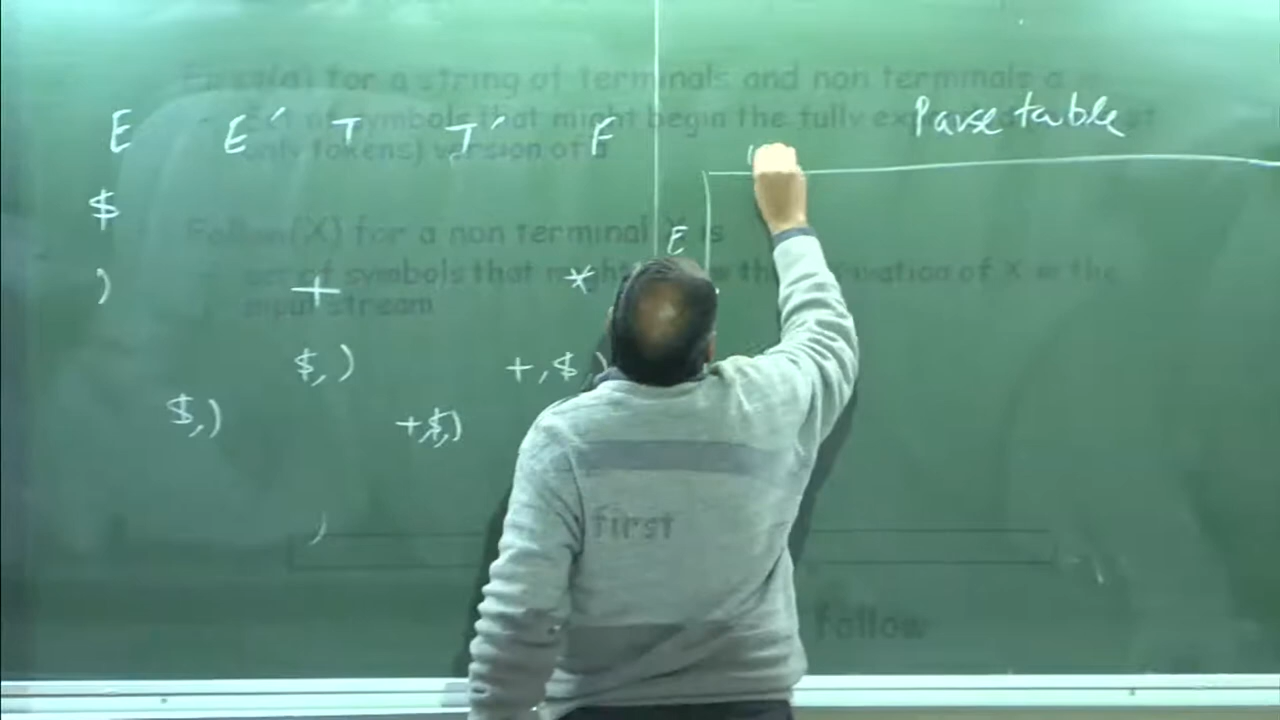 Parse table
E E' T T' F
$
) + *
$,) +,$ )
$,) +,$,)
)
E
(
First(a) for a string of terminals and non terminals a
Set of symbols that might begin the fully
only tokens) version of a
Follow(X) for a non terminal X is
set of symbols that might the derivation of X in the
input stream
first
follow